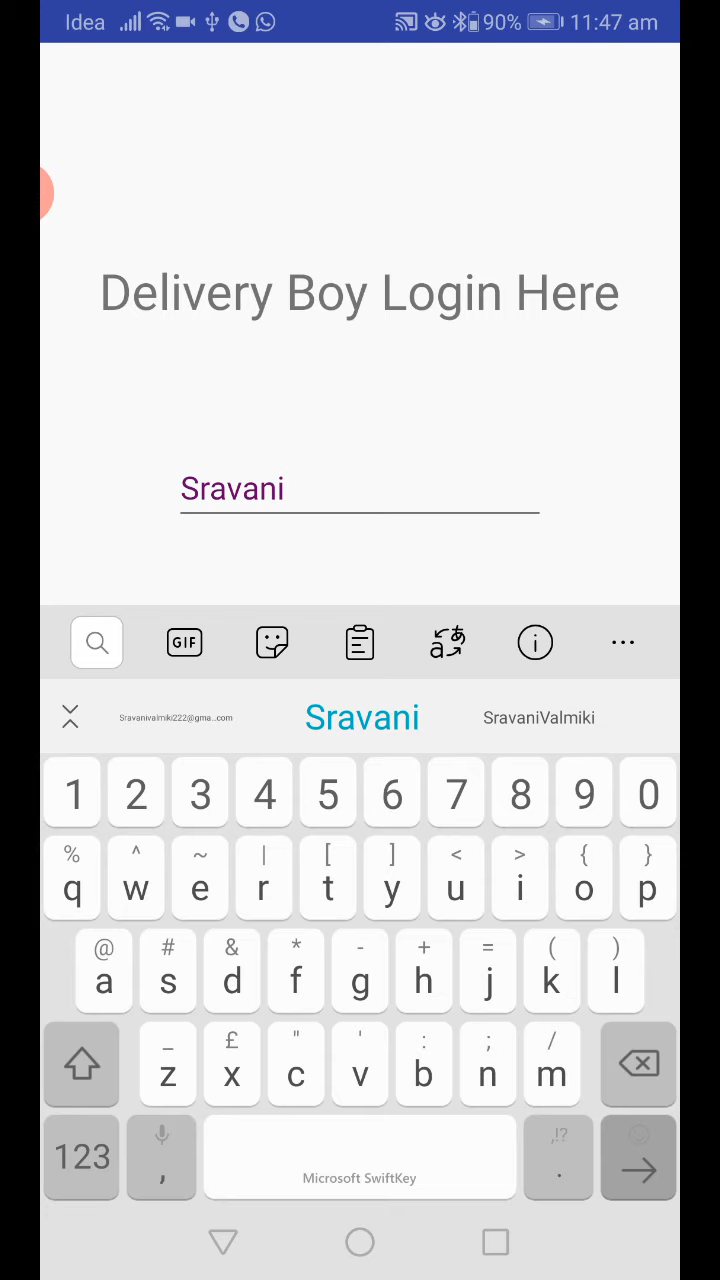 Idea 90% 11:47 am
Delivery Boy Login Here
Sravani
GIF
Sravanivalmiki222@gma...com Sravani SravaniValmiki
1 2 3 4 5 6 7 8 9 0
% ^ ~ | [ ] < > { }
q w e r t y u i o p
@ # & * - + = ( )
a s d f g h j k l
_ £ " ' : ; /
z x c v b n m
,!?
123 , Microsoft SwiftKey .